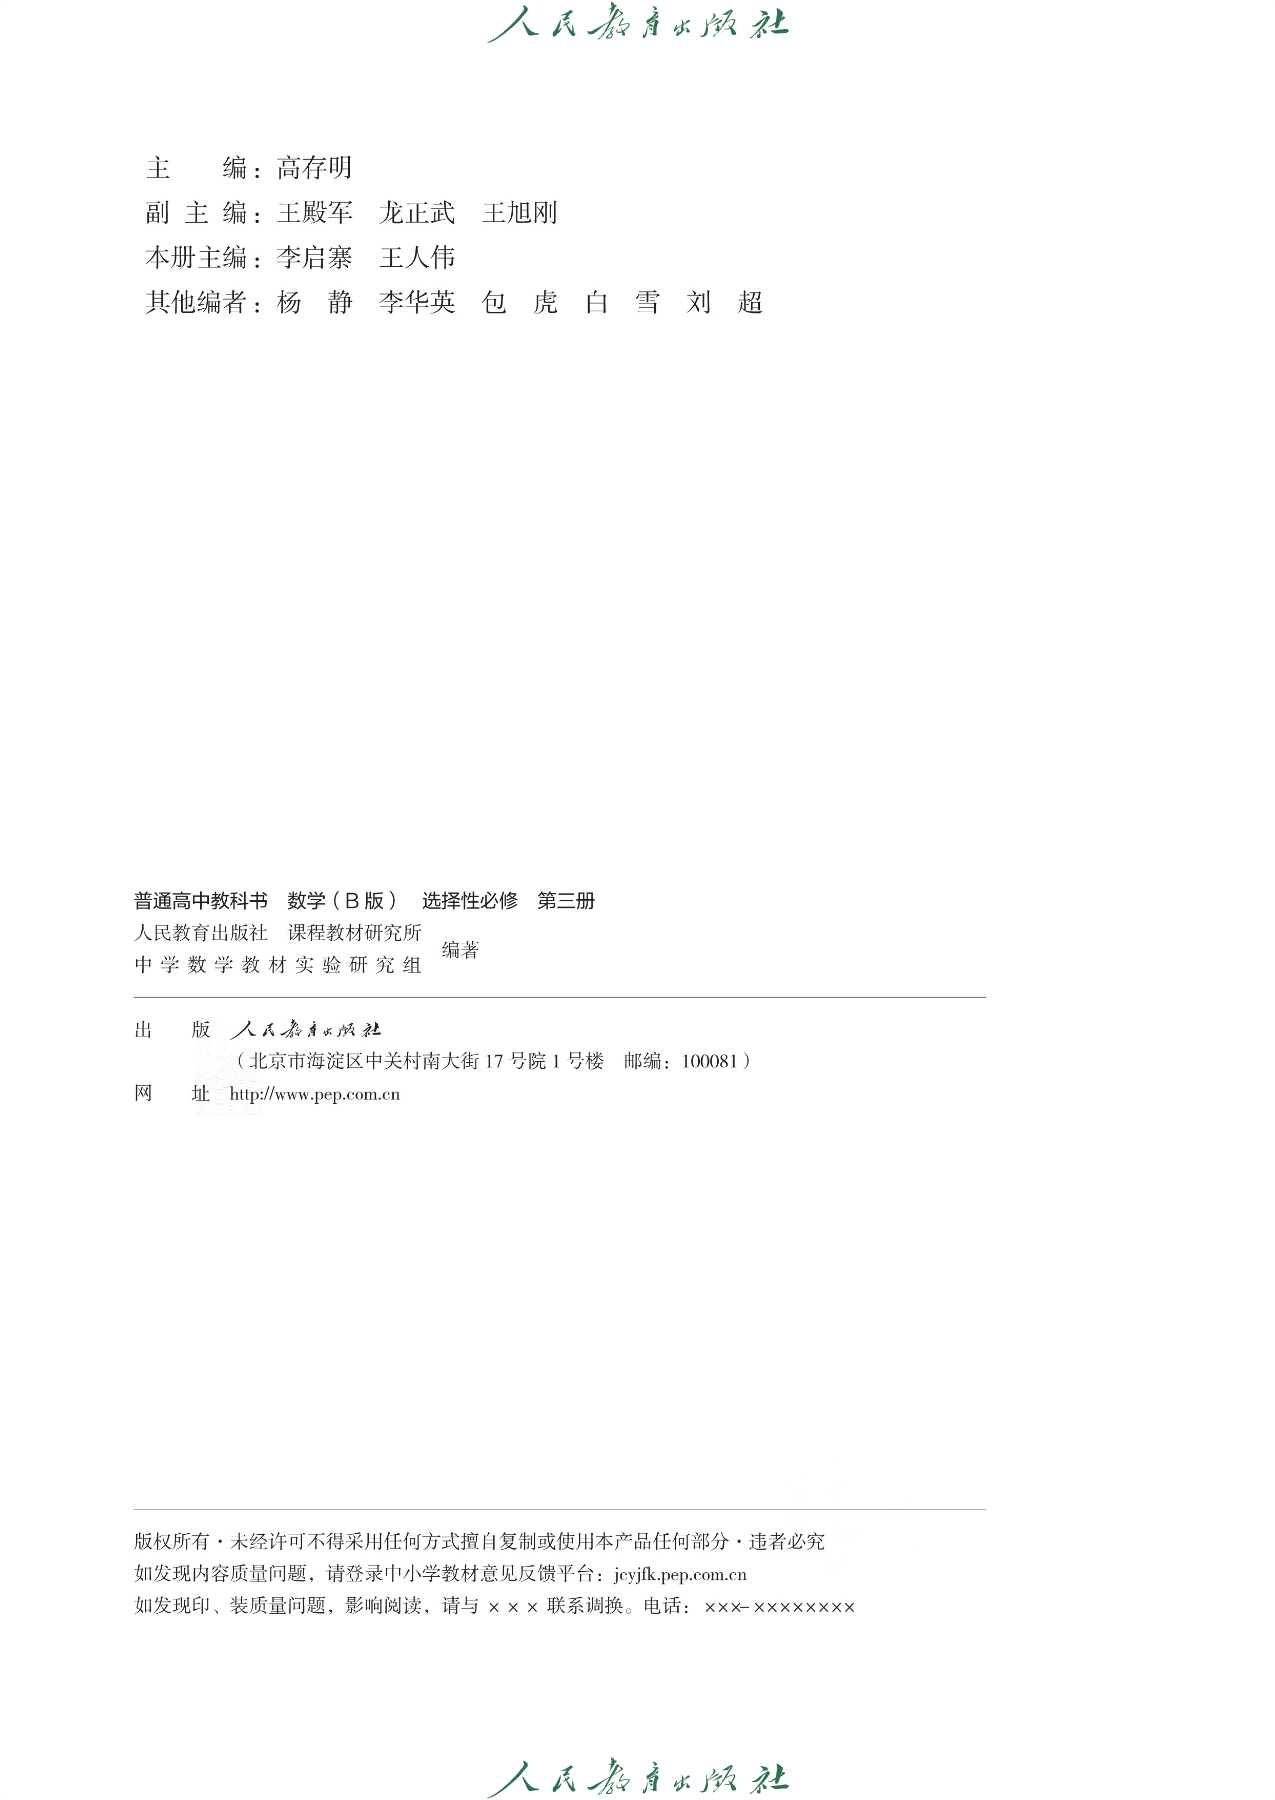 人民教育出版社
主　　编：高存明
副 主 编：王殿军　龙正武　王旭刚
本册主编：李启寨　王人伟
其他编者：杨　静　李华英　包　虎　白　雪　刘　超
普通高中教科书　数学（B 版）　选择性必修　第三册
人民教育出版社　课程教材研究所
中学数学教材实验研究组
编著
出　　版　人民教育出版社
（北京市海淀区中关村南大街 17 号院 1 号楼　邮编：100081）
网　　址　http://www.pep.com.cn
版权所有·未经许可不得采用任何方式擅自复制或使用本产品任何部分·违者必究
如发现内容质量问题，请登录中小学教材意见反馈平台：jcyjfk.pep.com.cn
如发现印、装质量问题，影响阅读，请与 × × × 联系调换。电话：×××-××××××××
人民教育出版社